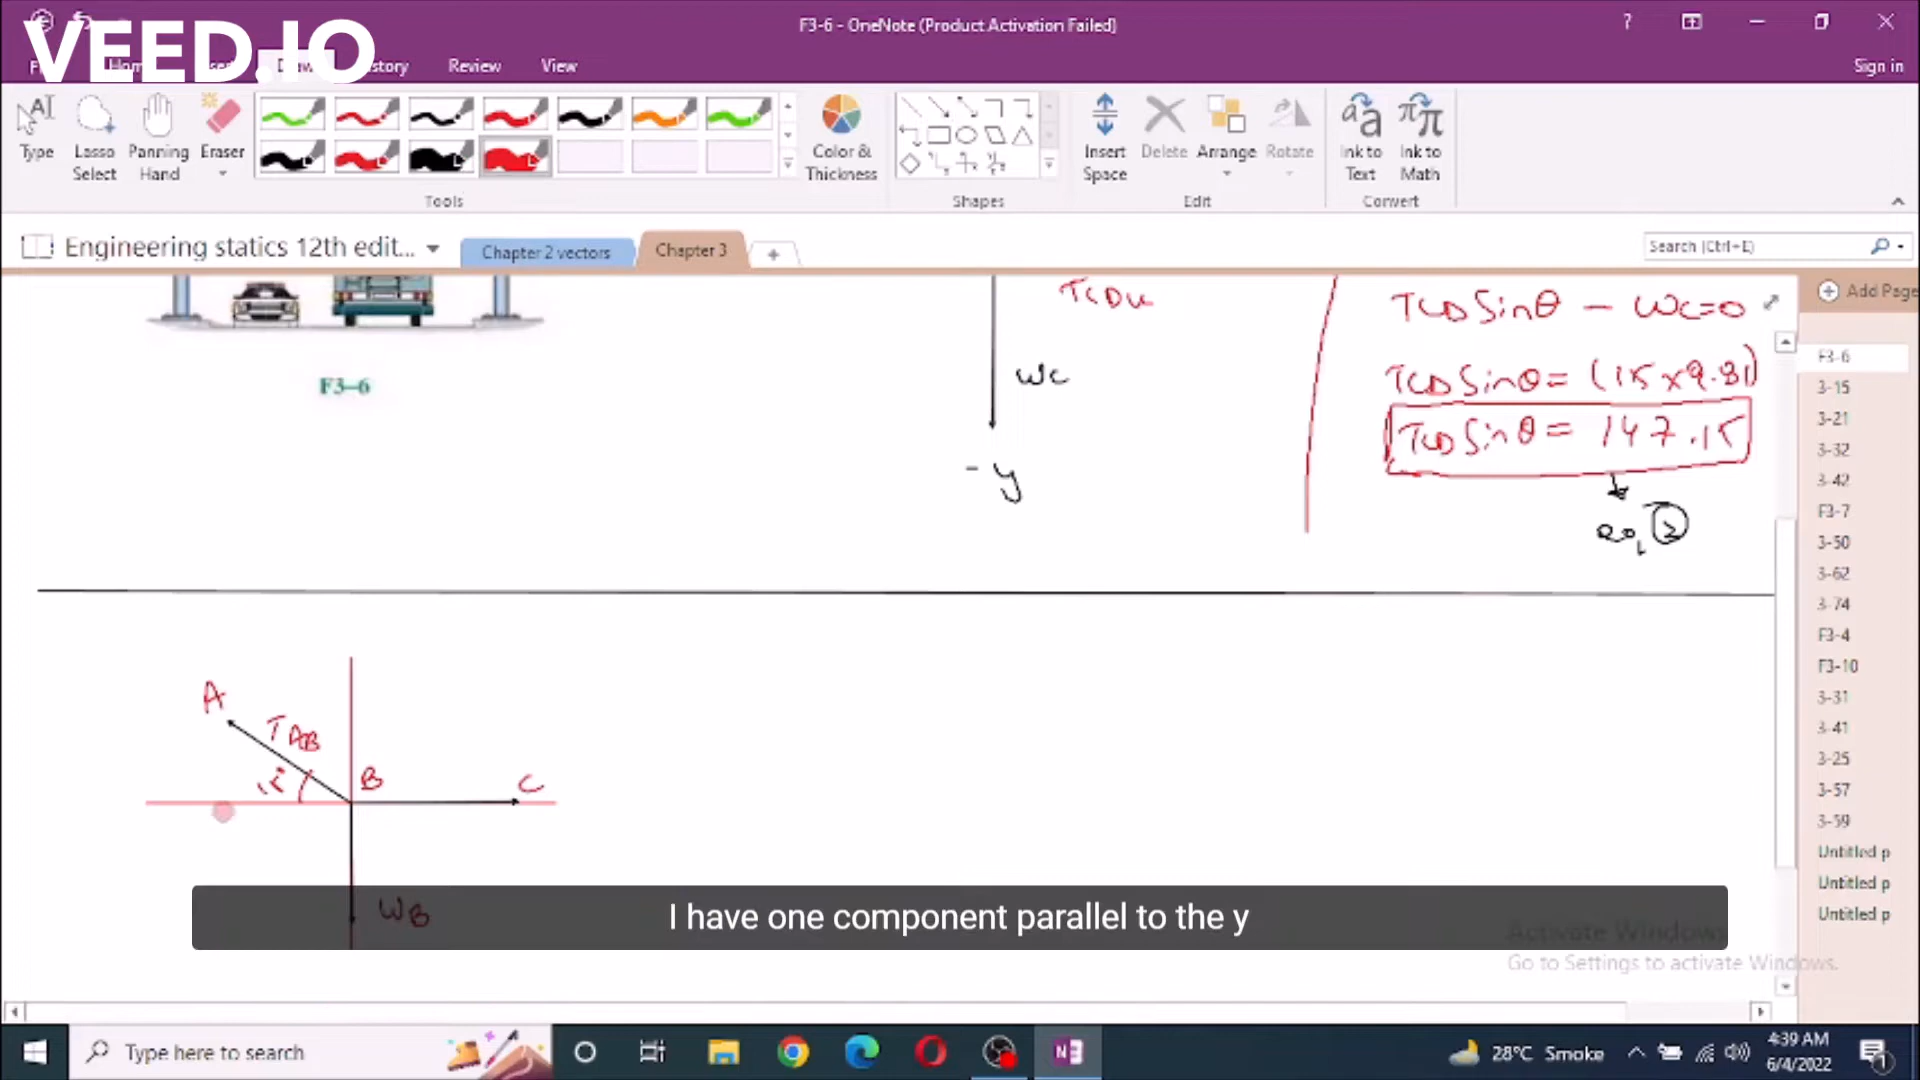 VEED.IO
F3-6 - OneNote (Product Activation Failed)
Review
View
Sign in
Type
Lasso Select
Panning Hand
Eraser
Color & Thickness
Insert Space
Delete
Arrange
Rotate
Ink to Text
Ink to Math
Tools
Shapes
Edit
Convert
Engineering statics 12th edit...
Chapter 2 vectors
Chapter 3
Search (Ctrl+E)
Add Page
F3-6
3-15
3-21
3-32
3-42
F3-7
3-50
3-62
3-74
F3-4
F3-10
3-31
3-41
3-25
3-57
3-59
Untitled p
Untitled p
Untitled p
F3–6
Wc
- y
TCD Sinθ - Wc=0
TCD Sinθ = (15 x 9.81)
TCD Sinθ = 147.15
A
TAB
B
C
WB
I have one component parallel to the y
Activate Windows
Go to Settings to activate Windows.
Type here to search
28°C Smoke
4:39 AM
6/4/2022